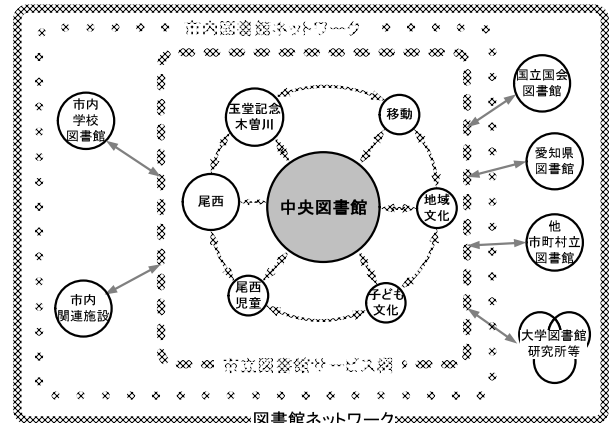 市内図書館ネットワーク
市内
学校
図書館
市内
関連施設
玉堂記念
木曽川
移動
尾西
中央図書館
地域
文化
尾西
児童
子ども
文化
国立国会
図書館
愛知県
図書館
他
市町村立
図書館
大学図書館
研究所等
市立図書館サービス網
図書館ネットワーク